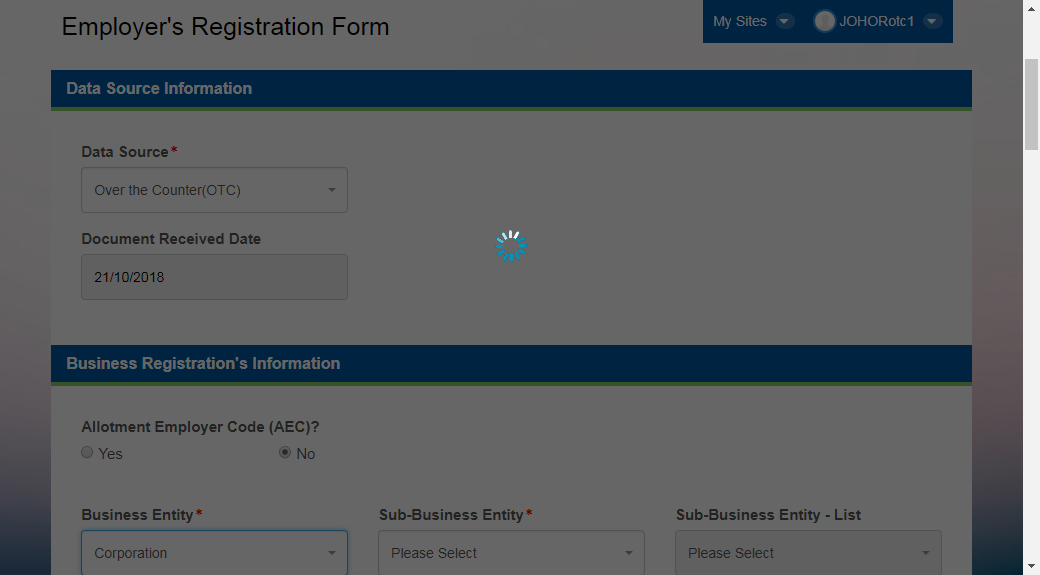 Employer's Registration Form
My Sites JOHORotc1
Data Source Information
Data Source*
Over the Counter(OTC)
Document Received Date
21/10/2018
Business Registration's Information
Allotment Employer Code (AEC)?
Yes No
Business Entity* Sub-Business Entity* Sub-Business Entity - List
Corporation Please Select Please Select